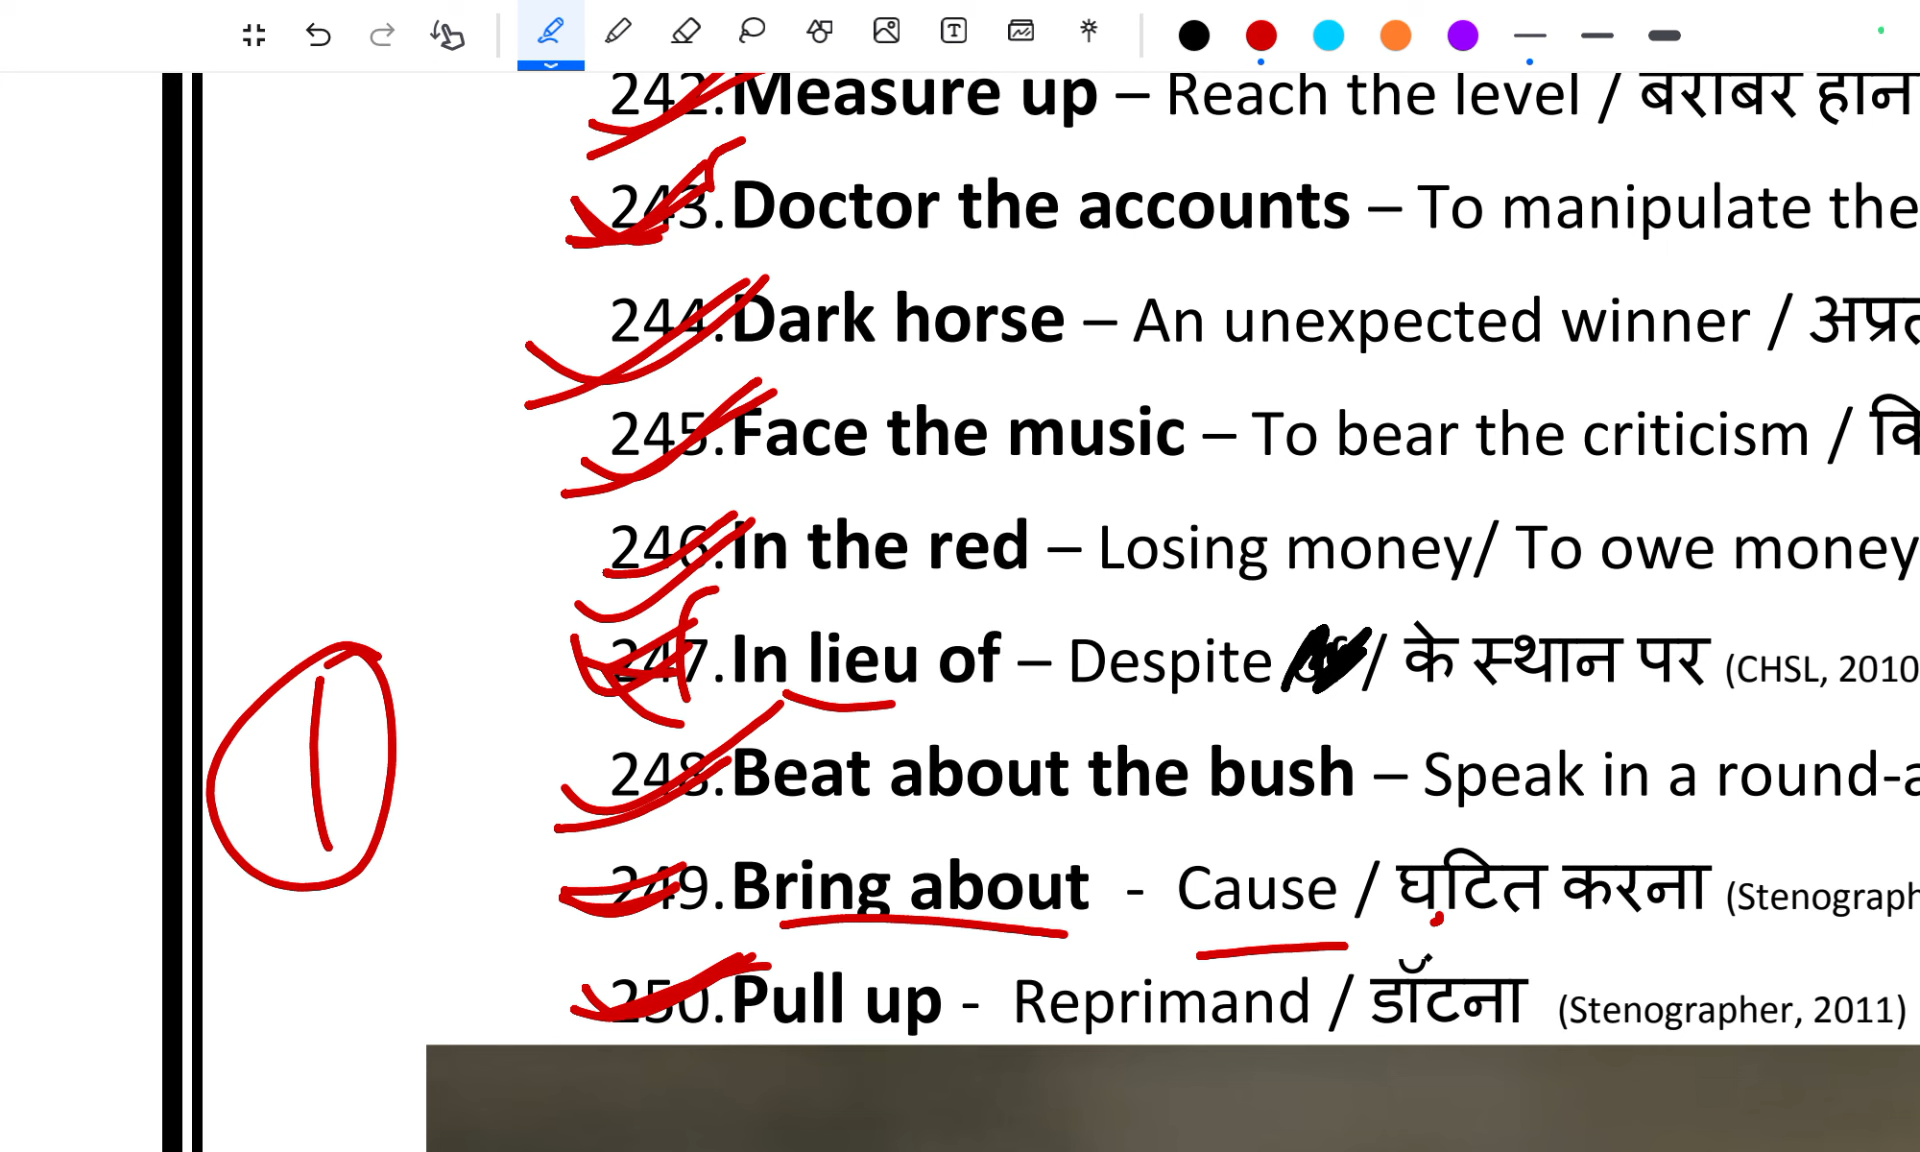 242. Measure up – Reach the level / बराबर होन
243. Doctor the accounts – To manipulate the
244. Dark horse – An unexpected winner / अप्रत
245. Face the music – To bear the criticism /
246. In the red – Losing money/ To owe money
247. In lieu of – Despite / के स्थान पर (CHSL, 2010
248. Beat about the bush – Speak in a round-a
1
249. Bring about - Cause / घटित करना (Stenograph
250. Pull up - Reprimand / डॉटना (Stenographer, 2011)